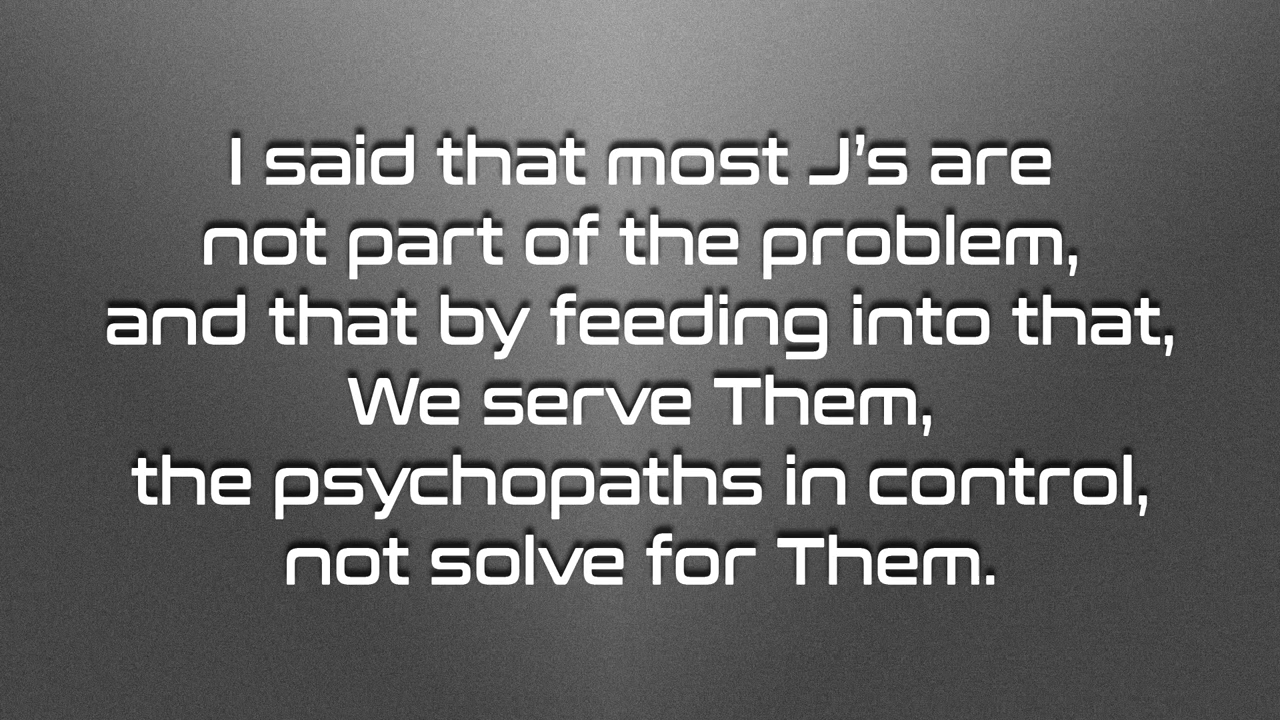 I said that most J’s are
not part of the problem,
and that by feeding into that,
We serve Them,
the psychopaths in control,
not solve for Them.